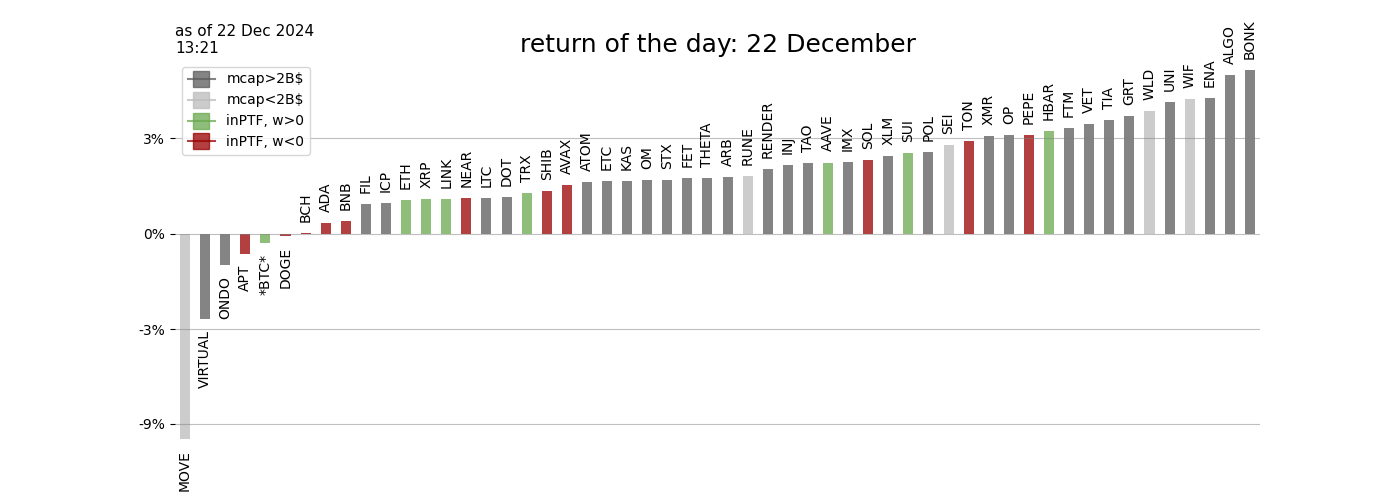 as of 22 Dec 2024
13:21
return of the day: 22 December
mcap>2B$
mcap<2B$
inPTF, w>0
inPTF, w<0
3%
0%
-3%
-9%
MOVE
VIRTUAL
ONDO
APT
*BTC*
DOGE
BCH
ADA
BNB
FIL
ICP
ETH
XRP
LINK
NEAR
LTC
DOT
TRX
SHIB
AVAX
ATOM
ETC
KAS
OM
STX
FET
THETA
ARB
RUNE
RENDER
INJ
TAO
AAVE
IMX
SOL
XLM
SUI
POL
SEI
TON
XMR
OP
PEPE
HBAR
FTM
VET
TIA
GRT
WLD
UNI
WIF
ENA
ALGO
BONK